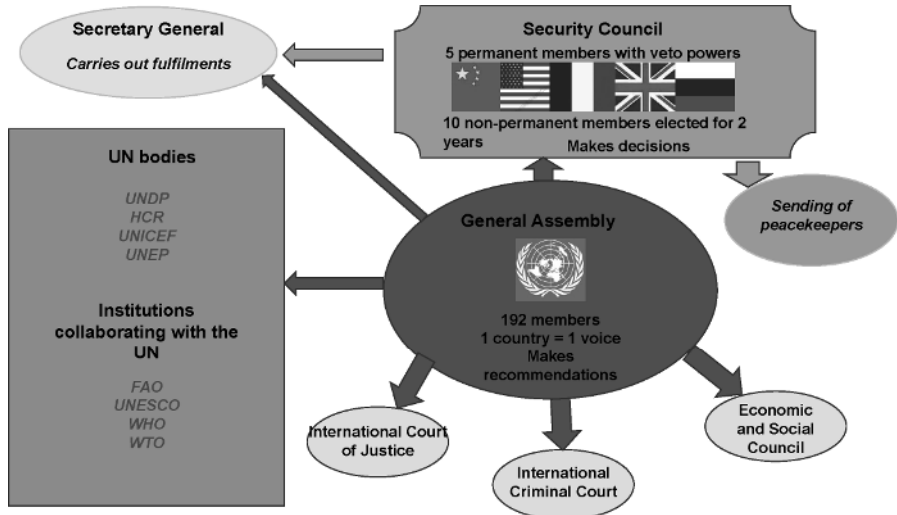 Secretary General
Carries out fulfilments
Security Council
5 permanent members with veto powers
10 non-permanent members elected for 2
years
Makes decisions
Sending of
peacekeepers
UN bodies
UNDP
HCR
UNICEF
UNEP
Institutions
collaborating with the
UN
FAO
UNESCO
WHO
WTO
General Assembly
192 members
1 country = 1 voice
Makes
recommendations
International Court
of Justice
International
Criminal Court
Economic
and Social
Council